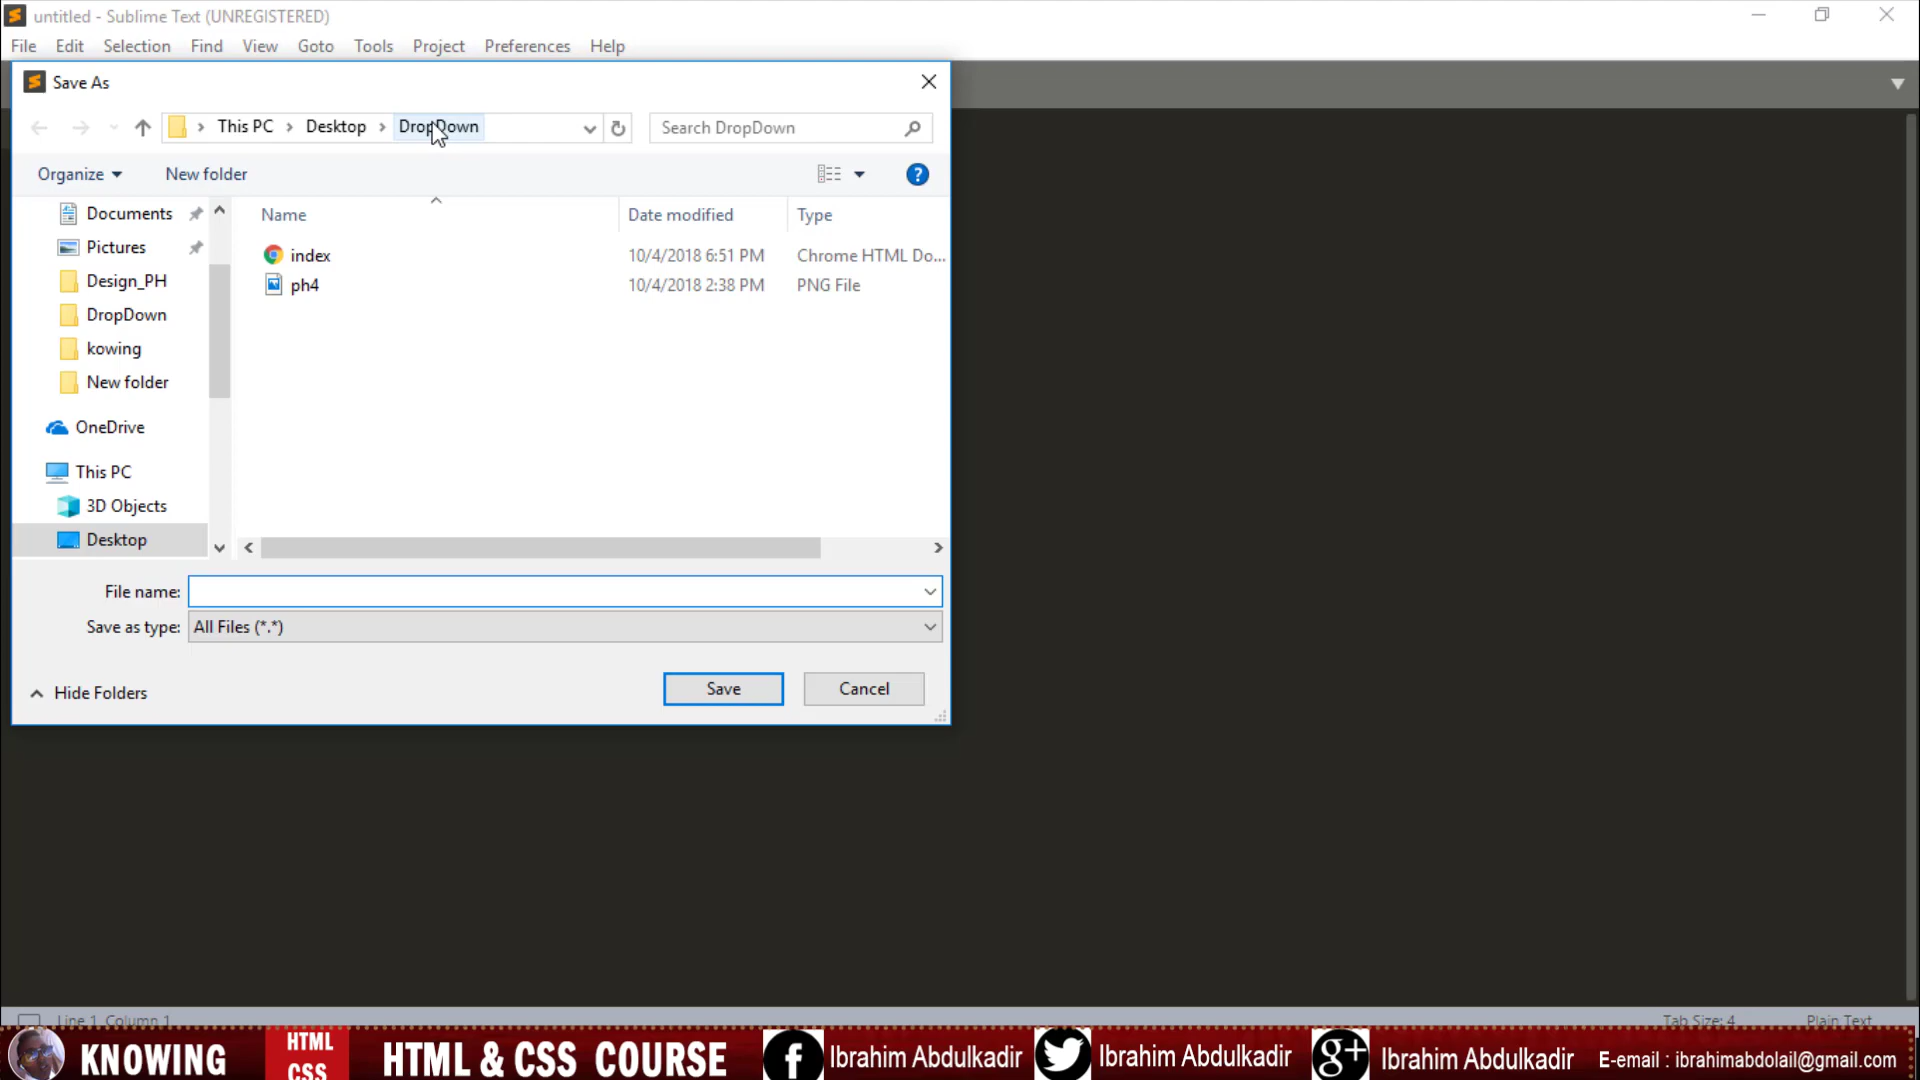 untitled - Sublime Text (UNREGISTERED)
File Edit Selection Find View Goto Tools Project Preferences Help
Save As
This PC Desktop DropDown Search DropDown
Organize New folder
Name Date modified Type
Documents
Pictures
Design_PH
DropDown
kowing
New folder
OneDrive
This PC
3D Objects
Desktop
index 10/4/2018 6:51 PM Chrome HTML Do...
ph4 10/4/2018 2:38 PM PNG File
File name:
Save as type: All Files (*.*)
Hide Folders Save Cancel
Line 1, Column 1 Tab Size: 4 Plain Text
KNOWING
HTML
CSS
HTML & CSS COURSE
Ibrahim Abdulkadir
Ibrahim Abdulkadir
g+
Ibrahim Abdulkadir
E-email : ibrahimabdolail@gmail.com